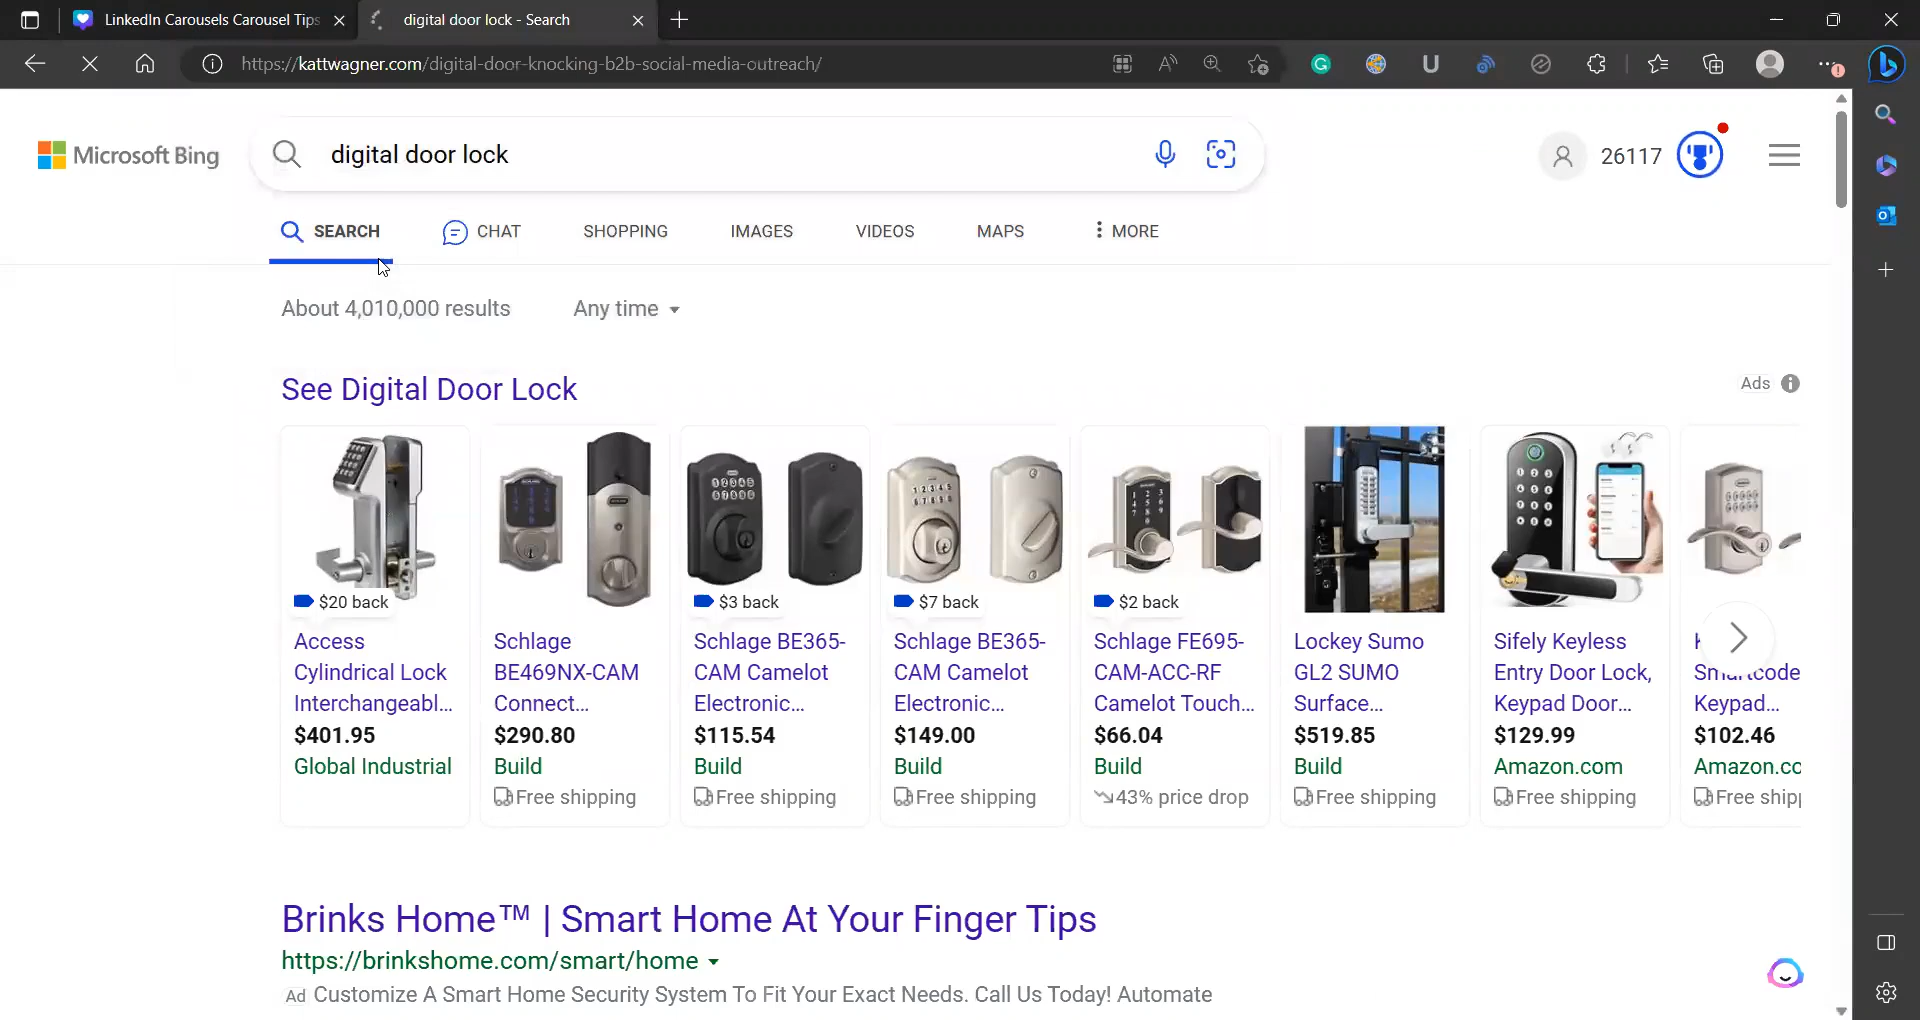 LinkedIn Carousels Carousel Tips
digital door lock - Search
https://kattwagner.com/digital-door-knocking-b2b-social-media-outreach/
Microsoft Bing
digital door lock
26117
SEARCH
CHAT
SHOPPING
IMAGES
VIDEOS
MAPS
MORE
About 4,010,000 results
Any time
See Digital Door Lock
Ads
$20 back
Access
Cylindrical Lock
Interchangeabl...
$401.95
Global Industrial
Schlage
BE469NX-CAM
Connect...
$290.80
Build
Free shipping
$3 back
Schlage BE365-
CAM Camelot
Electronic...
$115.54
Build
Free shipping
$7 back
Schlage BE365-
CAM Camelot
Electronic...
$149.00
Build
Free shipping
$2 back
Schlage FE695-
CAM-ACC-RF
Camelot Touch...
$66.04
Build
43% price drop
Lockey Sumo
GL2 SUMO
Surface...
$519.85
Build
Free shipping
Sifely Keyless
Entry Door Lock,
Keypad Door...
$129.99
Amazon.com
Free shipping
Smartcode
Keypad...
$102.46
Amazon.co
Free shipp
Brinks Home™ | Smart Home At Your Finger Tips
https://brinkshome.com/smart/home
Ad Customize A Smart Home Security System To Fit Your Exact Needs. Call Us Today! Automate